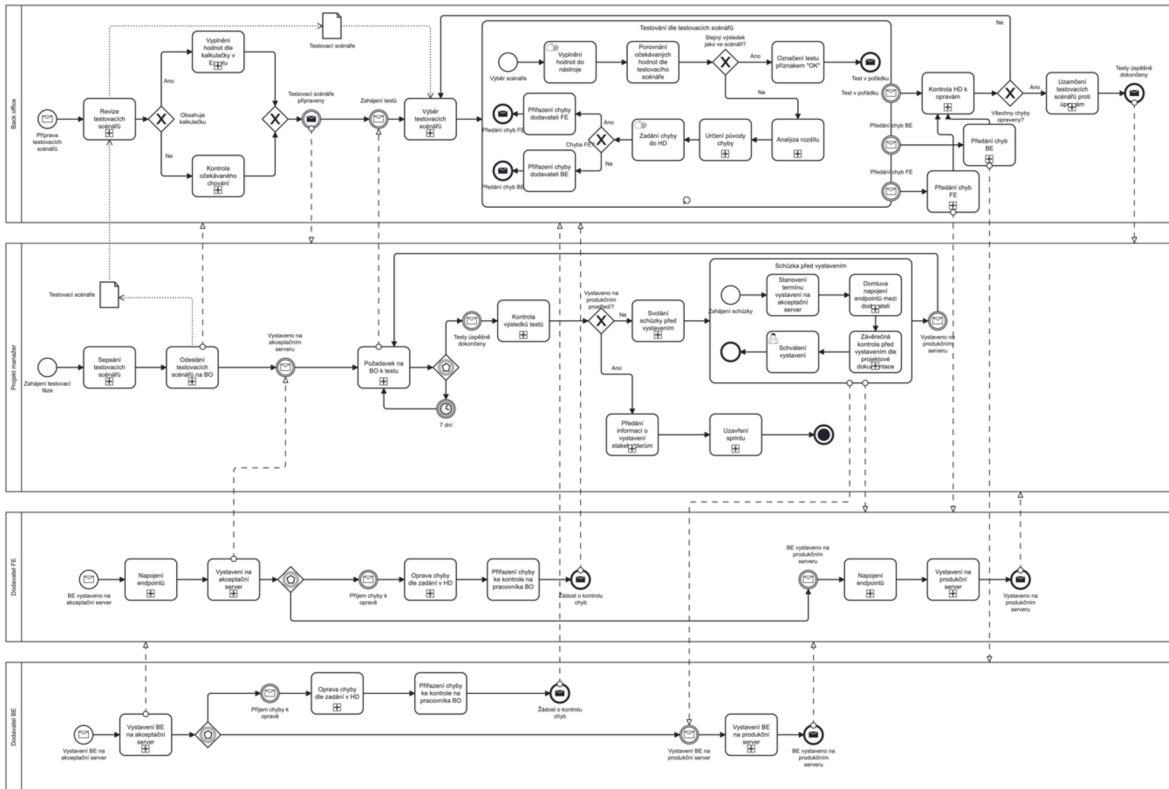 Back office
Příprava
testovacích
scénářů
Revize
testovacích
scénářů
Vyplnění
hodnot dle
kalkulačky v
Excelu
Ano
Obsahuje
kalkulačku
Ne
Kontrola
očekávaného
chování
Testovací scénáře
Testovací scénáře
připraveny
Zahájení testů
Výběr
testovacích
scénářů
Testování dle testovacích scénářů
Výběr scénáře
Vyplnění
hodnot do
nástroje
Porovnání
očekávaných
hodnot dle
testovacího
scénáře
Stejný výsledek
jako ve scénáři?
Ano
Označení testu
příznakem "OK"
Test v pořádku
Ne
Analýza rozdílu
Určení původy
chyby
Zadání chyby
do HD
Chyba FE?
Ano
Přiřazení chyby
dodavateli FE
Předání chyb FE
Ne
Přiřazení chyby
dodavateli BE
Předání chyb BE
Test v pořádku
Předání chyb BE
Předání chyb FE
Kontrola HD k
opravám
Předání chyb
BE
Předání chyb
FE
Ne
Všechny chyby
opraveny?
Ano
Uzamčení
testovacích
scénářů proti
úpravám
Testy úspěšně
dokončeny
Projekt manažer
Zahájení testovací
fáze
Sepsání
testovacích
scénářů
Testovací scénáře
Odeslání
testovacích
scénářů na BO
Vystaveno na
akceptačním
serveru
Požadavek na
BO k testu
7 dní
Testy úspěšně
dokončeny
Kontrola
výsledků testů
Vystaveno na
produkčním
prostředí?
Ne
Svolání
schůzky před
vystavením
Ano
Předání
informací o
vystavení
stakeholderům
Uzavření
sprintu
Schůzka před vystavením
Zahájení schůzky
Stanovení
termínu
vystavení na
akceptační
server
Domluva
napojení
endpointů mezi
dodavateli
Závěrečná
kontrola před
vystavením dle
projektové
dokumentace
Schválení
vystavení
Vystaveno na
produkčním
serveru
Dodavatel FE
BE vystaveno na
akceptační server
Napojení
endpointů
Vystavení na
akceptační
server
Příjem chyby k
opravě
Oprava chyby
dle zadání v HD
Přiřazení chyby
ke kontrole na
pracovníka BO
Žádost o kontrolu
chyb
BE vystaveno na
produkčním
serveru
Napojení
endpointů
Vystavení na
produkční
server
Vystaveno na
produkčním
serveru
Dodavatel BE
Vystavení BE na
akceptační server
Vystavení BE
na akceptační
server
Příjem chyby k
opravě
Oprava chyby
dle zadání v HD
Přiřazení chyby
ke kontrole na
pracovníka BO
Žádost o kontrolu
chyb
Vystavení BE na
produkční server
Vystavení BE
na produkční
server
BE vystaveno na
produkčním
serveru